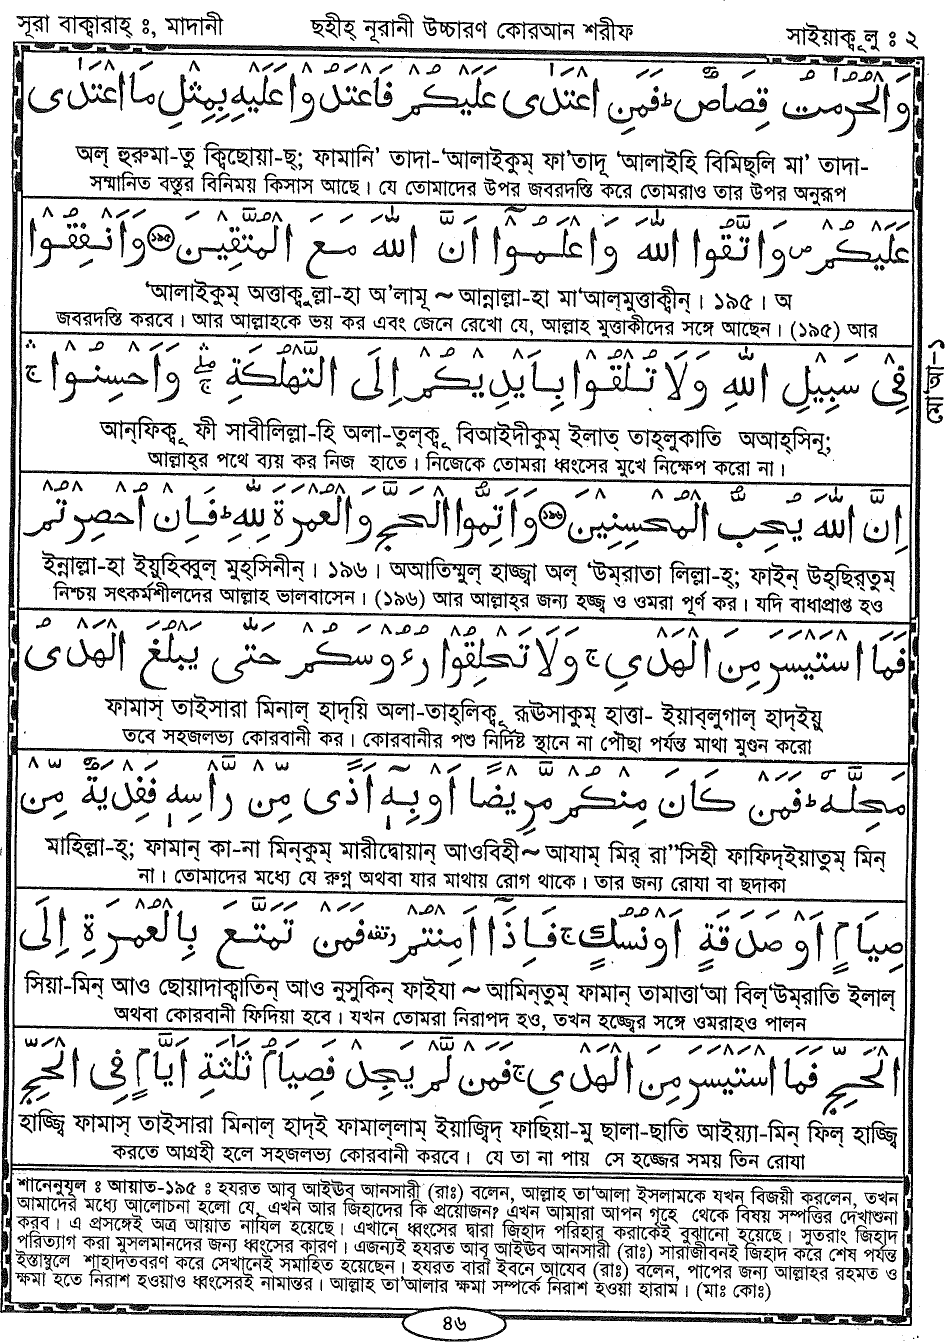 সূরা বাক্বারাহ্ ঃ, মাদানী ছহীহ্ নূরানী উচ্চারণ কোরআন শরীফ সাইয়াক্বূলু ঃ ২
وَالْحُرُمٰتُ قِصَاصٌ ؕ فَمَنِ اعْتَدٰى عَلَيْكُمْ فَاعْتَدُوْا عَلَيْهِ بِمِثْلِ مَا اعْتَدٰى
অল্ হুরুমা-তু ক্বিছোয়া-ছ্; ফামানি’ তাদা-‘আলাইকুম্ ফা’তাদূ ‘আলাইহি বিমিছ্‌লি মা’ তাদা-
সম্মানিত বস্তুর বিনিময় কিসাস আছে। যে তোমাদের উপর জবরদস্তি করে তোমরাও তার উপর অনুরূপ
عَلَيْكُمْ ۪ وَاتَّقُوا اللّٰهَ وَاعْلَمُوْۤا اَنَّ اللّٰهَ مَعَ الْمُتَّقِيْنَ ﴿১৯৫﴾ وَاَنْفِقُوْا
‘আলাইকুম্ অত্তাক্বূল্লা-হা অ’লামূ ~ আন্নাল্লা-হা মা‘আল্‌মুত্তাক্বীন্। ১৯৫। অ
জবরদস্তি করবে। আর আল্লাহকে ভয় কর এবং জেনে রেখো যে, আল্লাহ মুত্তাকীদের সঙ্গে আছেন। (১৯৫) আর
فِىْ سَبِيْلِ اللّٰهِ وَلَا تُلْقُوْا بِاَيْدِيْكُمْ اِلَى التَّهْلُكَةِ ۛۚ وَاَحْسِنُوْا ۛۚ
আন্‌ফিক্বূ ফী সাবীলিল্লা-হি অলা-তুল্‌ক্বূ বিআইদীকুম্ ইলাত্ তাহ্‌লুকাতি অআহ্‌সিনূ;
আল্লাহ্‌র পথে ব্যয় কর নিজ হাতে। নিজেকে তোমরা ধ্বংসের মুখে নিক্ষেপ করো না।
اِنَّ اللّٰهَ يُحِبُّ الْمُحْسِنِيْنَ ﴿১৯৬﴾ وَاَتِمُّوا الْحَجَّ وَالْعُمْرَةَ لِلّٰهِ ؕ فَاِنْ اُحْصِرْتُمْ
ইন্নাল্লা-হা ইয়ুহিব্বুল্ মুহ্‌সিনীন্। ১৯৬। অআতিম্মুল্ হাজ্জ্বা অল্ ‘উম্‌রাতা লিল্লা-হ্; ফাইন্ উহ্‌ছির্‌তুম্
নিশ্চয় সৎকর্মশীলদের আল্লাহ ভালবাসেন। (১৯৬) আর আল্লাহ্‌র জন্য হজ্জ্ব ও ওমরা পূর্ণ কর। যদি বাধাপ্রাপ্ত হও
فَمَا اسْتَيْسَرَ مِنَ الْهَدْىِ ۚ وَلَا تَحْلِقُوْا رُءُوْسَكُمْ حَتّٰى يَبْلُغَ الْهَدْىُ
ফামাস্ তাইসারা মিনাল্ হাদ্‌য়ি অলা-তাহ্‌লিক্বূ রূঊসাকুম্ হাত্তা- ইয়াব্‌লুগাল্ হাদ্‌ইয়ু
তবে সহজলভ্য কোরবানী কর। কোরবানীর পশু নির্দিষ্ট স্থানে না পৌছা পর্যন্ত মাথা মুণ্ডন করো
مَحِلَّهٗ ؕ فَمَنْ كَانَ مِنْكُمْ مَّرِيْضًا اَوْ بِهٖۤ اَذًى مِّنْ رَّاْسِهٖ فَفِدْيَةٌ مِّنْ
মাহিল্লা-হ্; ফামান্ কা-না মিন্‌কুম্ মারীদ্বোয়ান্ আওবিহী~ আযাম্ মির্ রা”সিহী ফাফিদ্‌ইয়াতুম্ মিন্
না। তোমাদের মধ্যে যে রুগ্ন অথবা যার মাথায় রোগ থাকে। তার জন্য রোযা বা ছদাকা
صِيَامٍ اَوْ صَدَقَةٍ اَوْ نُسُكٍ ۚ فَاِذَاۤ اَمِنْتُمْ ࣞ فَمَنْ تَمَتَّعَ بِالْعُمْرَةِ اِلَى
সিয়া-মিন্ আও ছোয়াদাক্বাতিন্ আও নুসুকিন্ ফাইযা ~ আমিন্‌তুম্ ফামান্ তামাত্তা‘আ বিল্‘উম্‌রাতি ইলাল্
অথবা কোরবানী ফিদিয়া হবে। যখন তোমরা নিরাপদ হও, তখন হজ্জ্বের সঙ্গে ওমরাহও পালন
الْحَجِّ فَمَا اسْتَيْسَرَ مِنَ الْهَدْىِ ۚ فَمَنْ لَّمْ يَجِدْ فَصِيَامُ ثَلٰثَةِ اَيَّامٍ فِى الْحَجِّ
হাজ্জ্বি ফামাস্ তাইসারা মিনাল্ হাদ্‌ই ফামাল্‌লাম্ ইয়াজ্বিদ্ ফাছিয়া-মু ছালা-ছাতি আইয়্যা-মিন্ ফিল্ হাজ্জ্বি
করতে আগ্রহী হলে সহজলভ্য কোরবানী করবে। যে তা না পায় সে হজ্জের সময় তিন রোযা
শানেনুযূল ঃ আয়াত-১৯৫ ঃ হযরত আবূ আইঊব আনসারী (রাঃ) বলেন, আল্লাহ তা‘আলা ইসলামকে যখন বিজয়ী করলেন, তখন
আমাদের মধ্যে আলোচনা হলো যে, এখন আর জিহাদের কি প্রয়োজন? এখন আমারা আপন গৃহে থেকে বিষয় সম্পত্তির দেখাশুনা
করব। এ প্রসঙ্গেই অত্র আয়াত নাযিল হয়েছে। এখানে ধ্বংসের দ্বারা জিহাদ পরিহার করাকেই বুঝানো হয়েছে। সুতরাং জিহাদ
পরিত্যাগ করা মুসলমানদের জন্য ধ্বংসের কারণ। এজন্যই হযরত আবূ আইঊব আনসারী (রাঃ) সারাজীবনই জিহাদ করে শেষ পর্যন্ত
ইস্তাম্বুলে শাহাদতবরণ করে সেখানেই সমাহিত হয়েছেন। হযরত বারা ইবনে আযেব (রাঃ) বলেন, পাপের জন্য আল্লাহর রহমত ও
ক্ষমা হতে নিরাশ হওয়াও ধ্বংসেরই নামান্তর। আল্লাহ তা‘আলার ক্ষমা সম্পর্কে নিরাশ হওয়া হারাম। (মাঃ কোঃ)
৪৬
মো‘আ-১